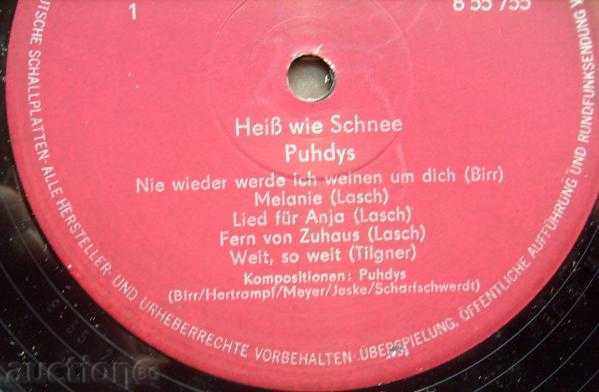 1
8 55 755
Heiß wie Schnee
Puhdys
Nie wieder werde ich weinen um dich (Birr)
Melanie (Lasch)
Lied für Anja (Lasch)
Fern von Zuhaus (Lasch)
Weit, so weit (Tilgner)
Kompositionen: Puhdys
(Birr/Hertrampf/Meyer/Jeske/Scharfschwerdt)
SCHALLPLATTEN · ALLE HERSTELLER- UND URHEBERRECHTE VORBEHALTEN · ÜBERSPIELUNG, ÖFFENTLICHE AUFFÜHRUNG UND RUNDFUNKSENDUNG